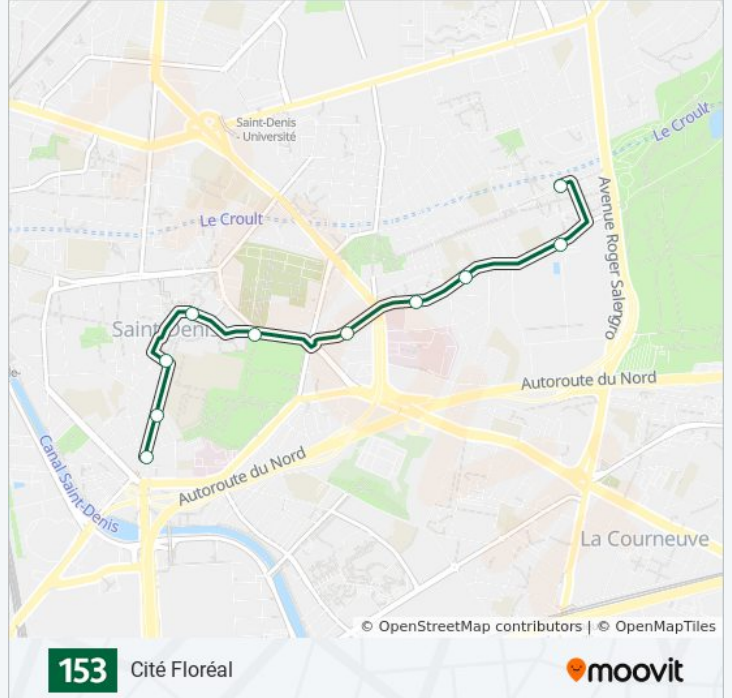 Saint-Denis
- Université
Le Croult
Le Croult
Avenue Roger Salengro
Saint-Denis
Autoroute du Nord
Canal Saint-Denis
Autoroute du Nord
La Courneuve
© OpenStreetMap contributors | © OpenMapTiles
153 Cité Floréal
moovit